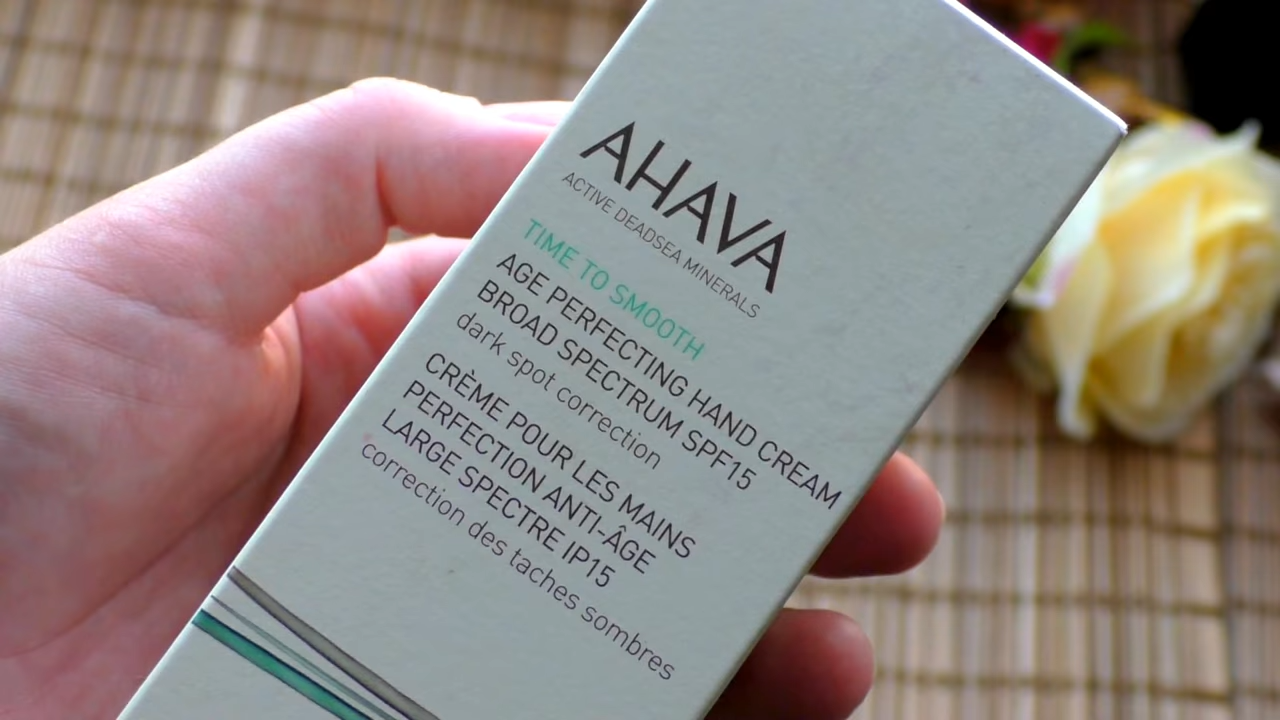 AHAVA
ACTIVE DEADSEA MINERALS
TIME TO SMOOTH
AGE PERFECTING HAND CREAM
BROAD SPECTRUM SPF15
dark spot correction
CRÈME POUR LES MAINS
PERFECTION ANTI-ÂGE
LARGE SPECTRE IP15
correction des taches sombres